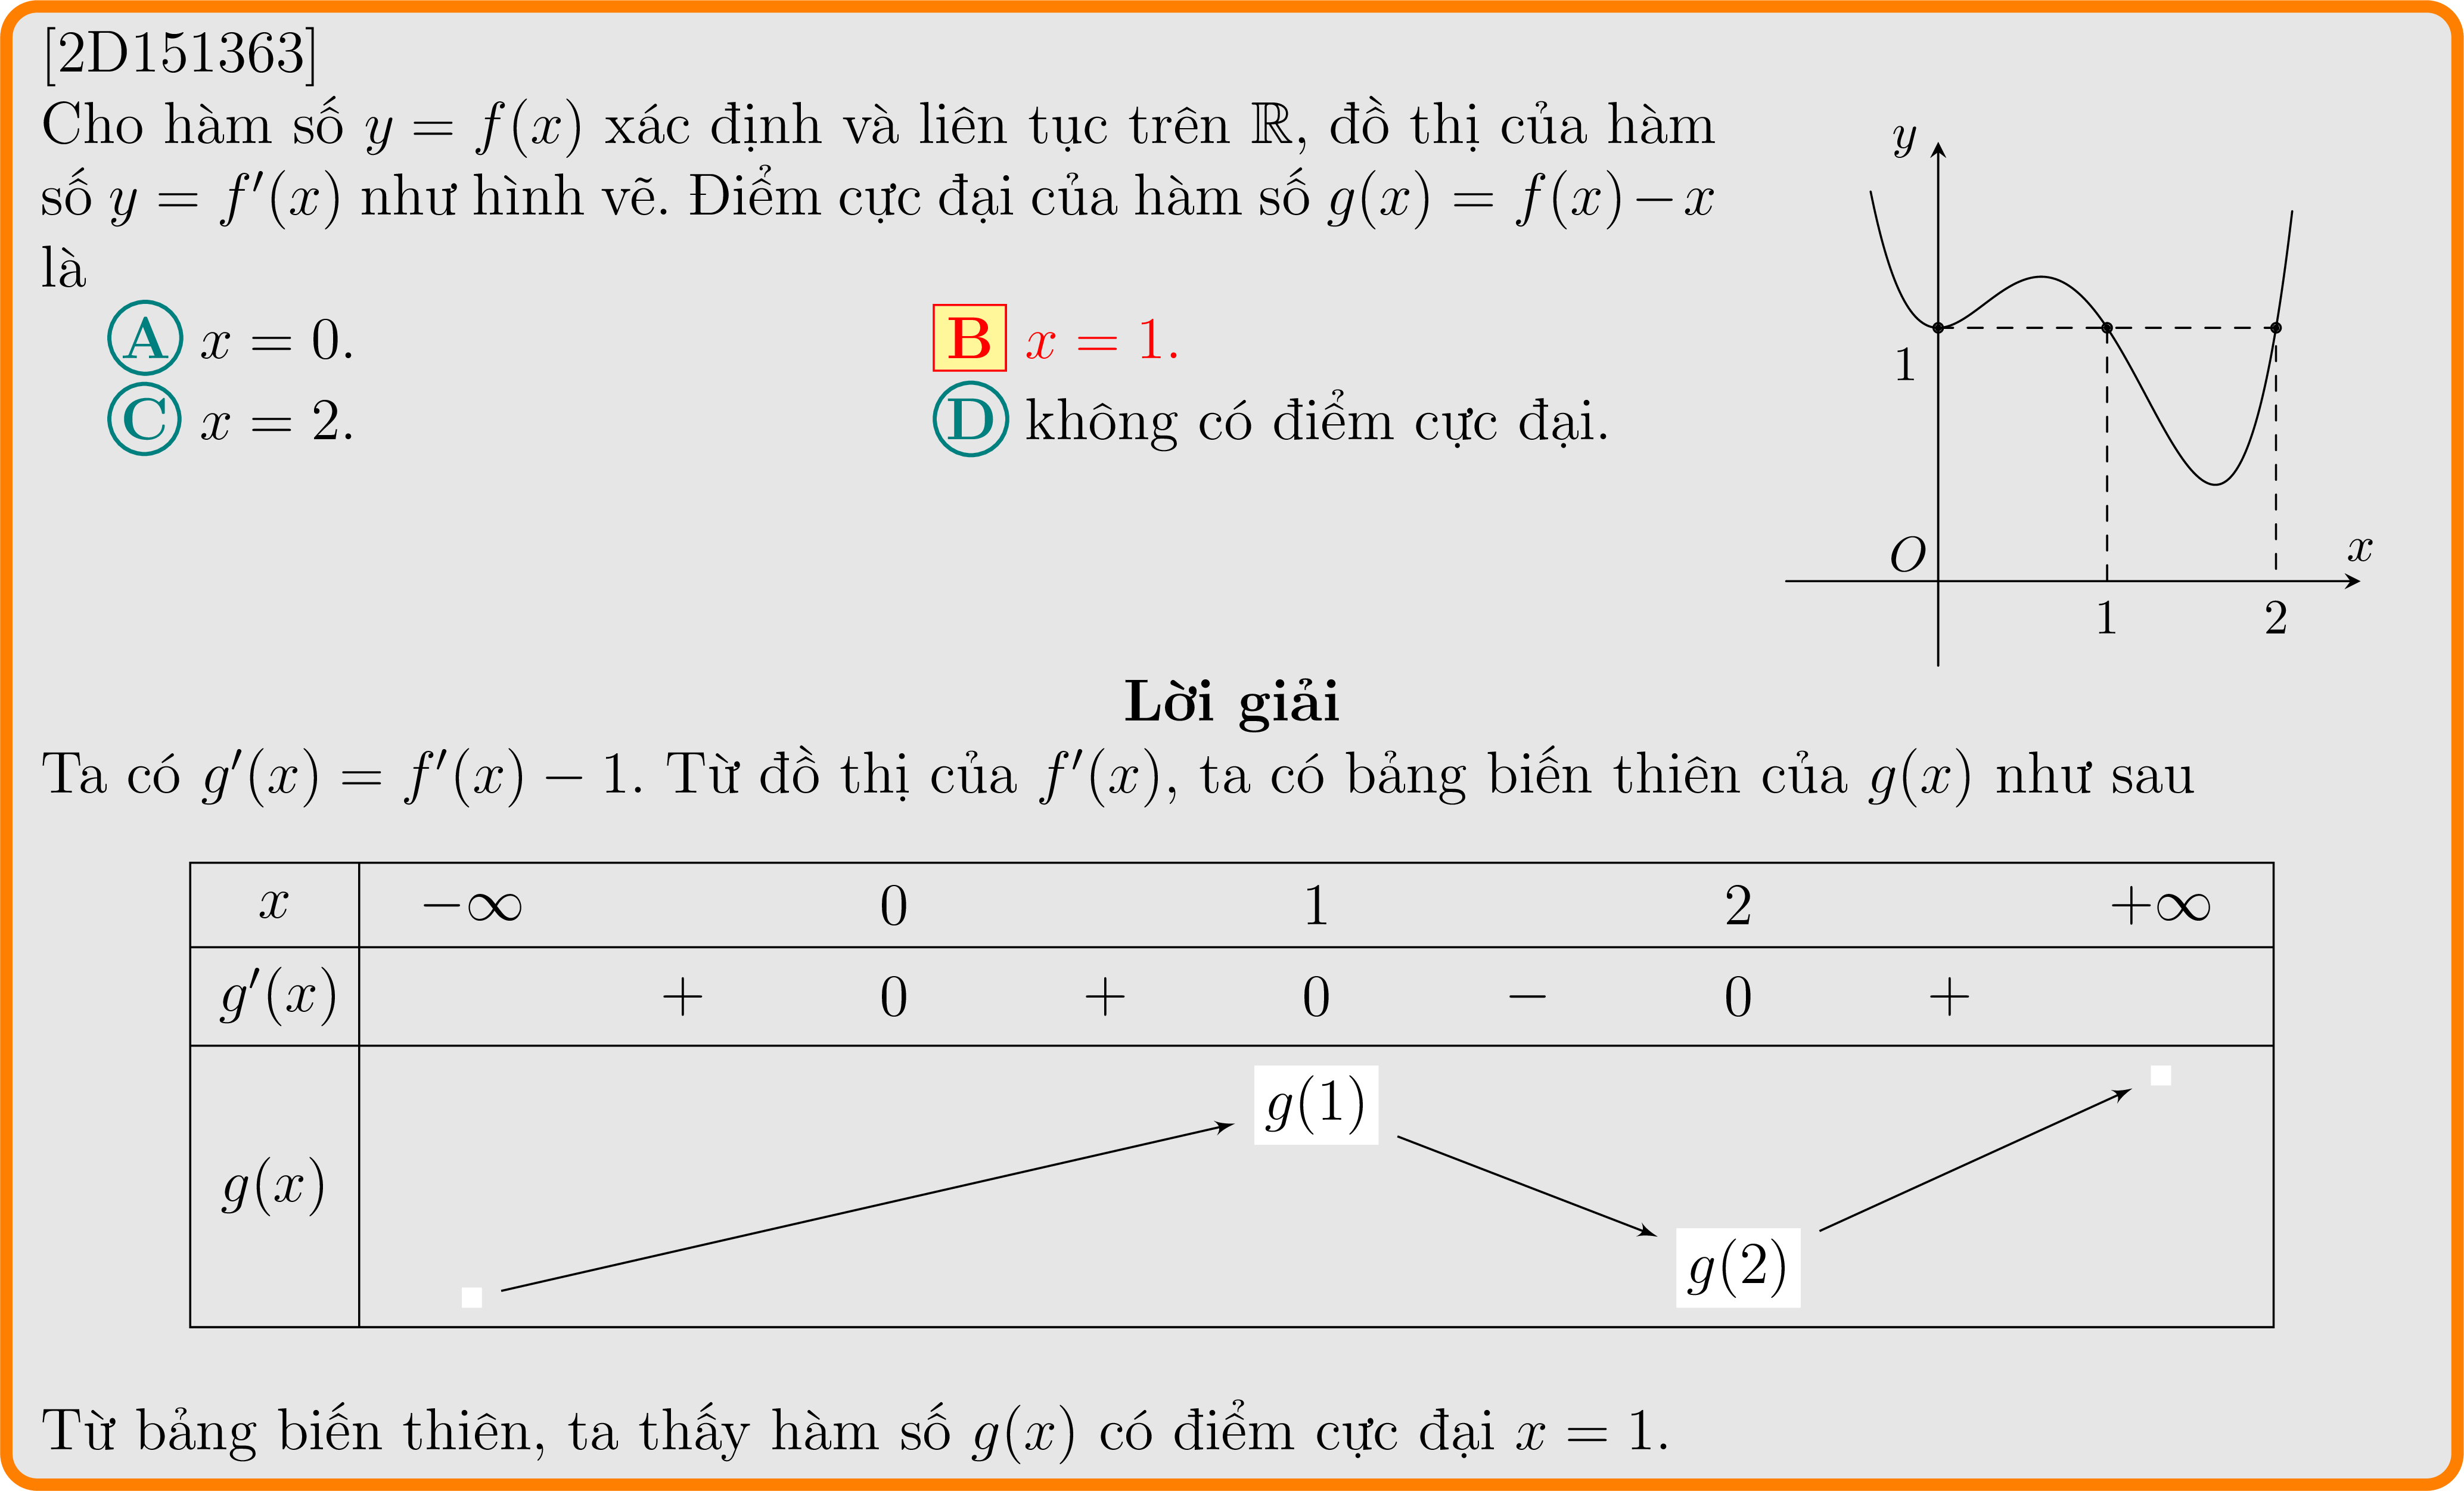 [2D151363]
Cho hàm số y = f(x) xác định và liên tục trên ℝ, đồ thị của hàm
số y = f′(x) như hình vẽ. Điểm cực đại của hàm số g(x) = f(x) − x
là
A x = 0.
B x = 1.
C x = 2.
D không có điểm cực đại.
y
1
O
x
1 2
Lời giải
Ta có g′(x) = f′(x) − 1. Từ đồ thị của f′(x), ta có bảng biến thiên của g(x) như sau
x −∞ 0 1 2 +∞
g′(x) + 0 + 0 − 0 +
g(x) g(1) g(2)
Từ bảng biến thiên, ta thấy hàm số g(x) có điểm cực đại x = 1.